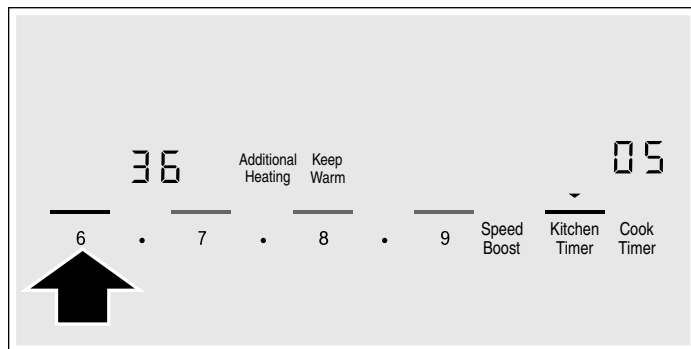 36 Additional Heating Keep Warm 05
6 . 7 . 8 . 9 Speed Boost Kitchen Timer Cook Timer